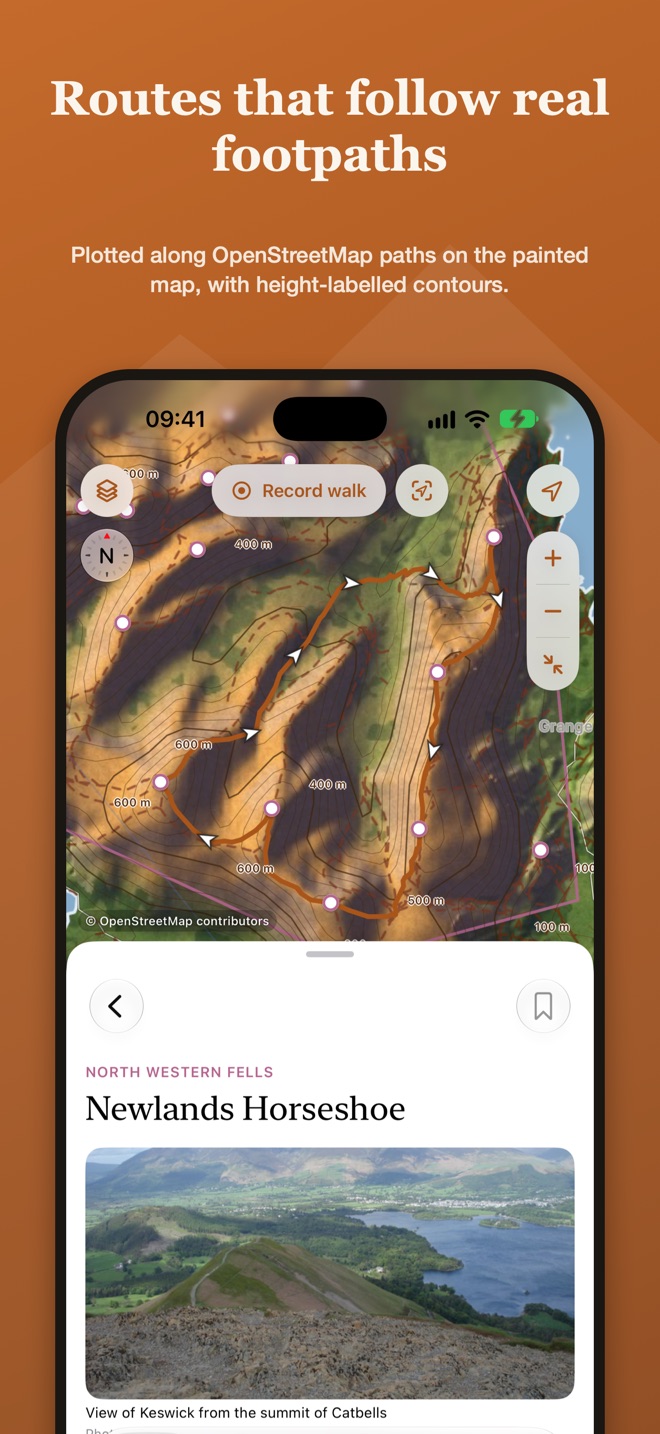 Routes that follow real
footpaths
Plotted along OpenStreetMap paths on the painted
map, with height-labelled contours.
09:41
Record walk
N
400 m
600 m
Grange
400 m
600 m
600 m
500 m
100 m
© OpenStreetMap contributors
NORTH WESTERN FELLS
Newlands Horseshoe
View of Keswick from the summit of Catbells